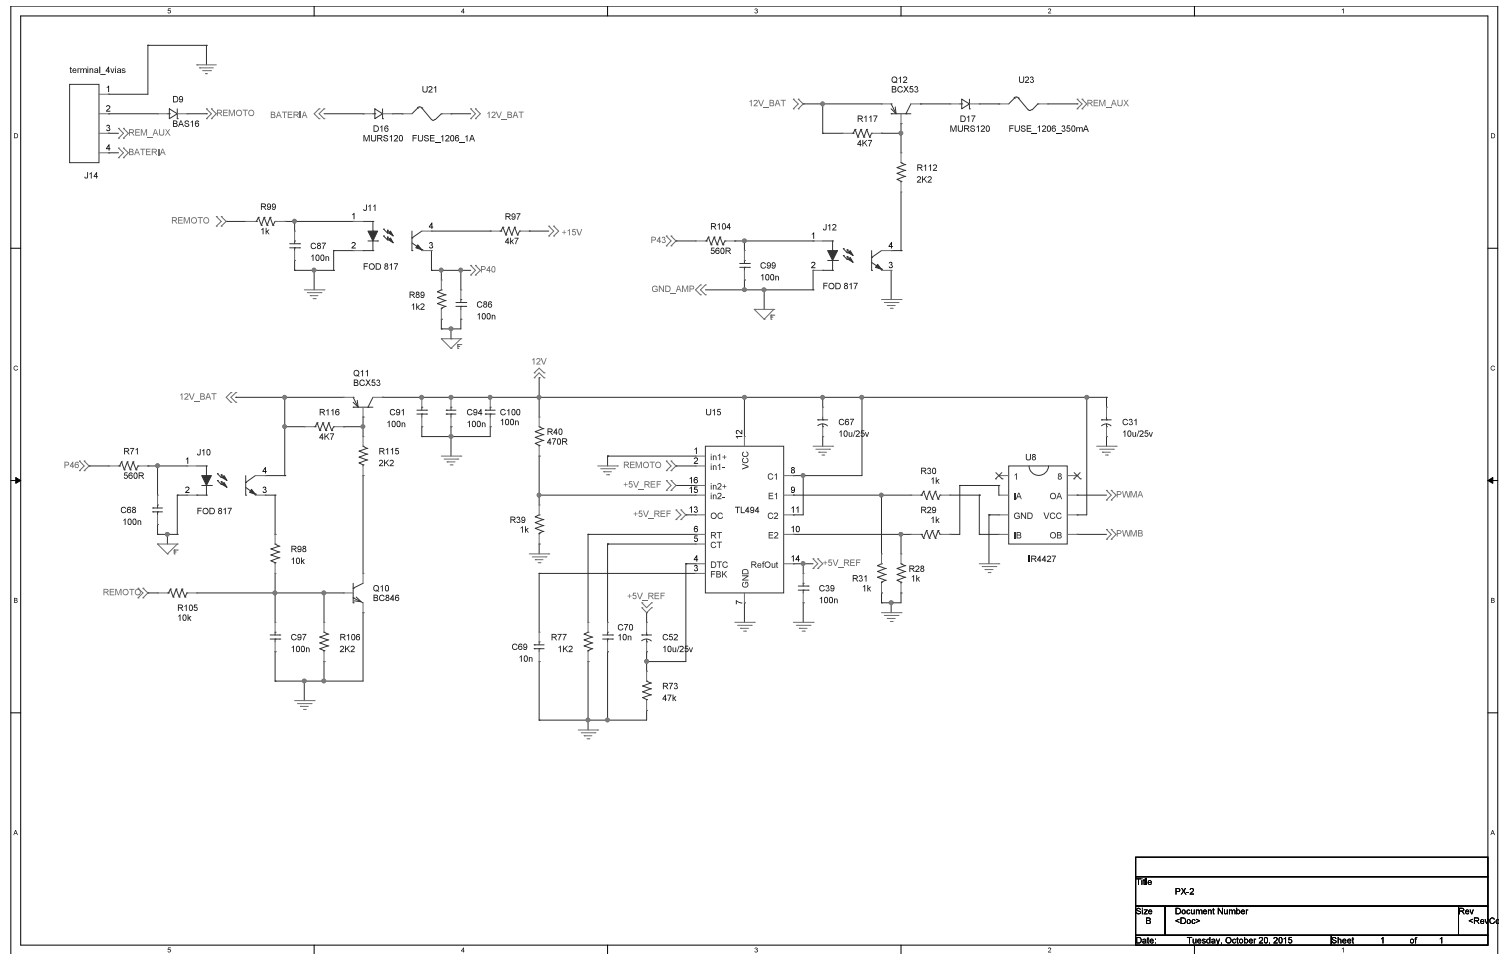 5 4 3 2 1
terminal_4vias
1
2
3
4
J14
D9
BAS16
REMOTO
REM_AUX
BATERIA
BATERIA
D16
MURS120
U21
FUSE_1206_1A
12V_BAT
12V_BAT
Q12
BCX53
R117
4K7
D17
MURS120
U23
FUSE_1206_350mA
REM_AUX
R112
2K2
D
D
REMOTO
R99
1k
C87
100n
J11
1
2
FOD 817
4
3
R97
4k7
+15V
P40
R89
1k2
C86
100n
F
P43
R104
560R
C99
100n
GND_AMP
F
J12
1
2
FOD 817
4
3
C
C
12V_BAT
Q11
BCX53
R116
4K7
R115
2K2
C91
100n
C94
100n
C100
100n
12V
R40
470R
R39
1k
P46
R71
560R
C68
100n
F
J10
1
2
FOD 817
4
3
R98
10k
REMOTO
R105
10k
Q10
BC846
C97
100n
R106
2K2
U15
TL494
1 in1+
REMOTO 2 in1-
+5V_REF 16 in2+
15 in2-
+5V_REF 13 OC
6 RT
5 CT
4 DTC
3 FBK
12
VCC
C1 8
E1 9
C2 11
E2 10
RefOut 14
+5V_REF
GND
7
C67
10u/25v
C31
10u/25v
C39
100n
R30
1k
R29
1k
R31
1k
R28
1k
U8
1 8
IA OA
GND VCC
IB OB
IR4427
PWMA
PWMB
+5V_REF
C69
10n
R77
1K2
C70
10n
C52
10u/25v
R73
47k
B
B
A
A
Title
PX-2
Size
B
Document Number
<Doc>
Rev
Date:
Tuesday, October 20, 2015
Sheet 1 of 1
5 4 3 2 1